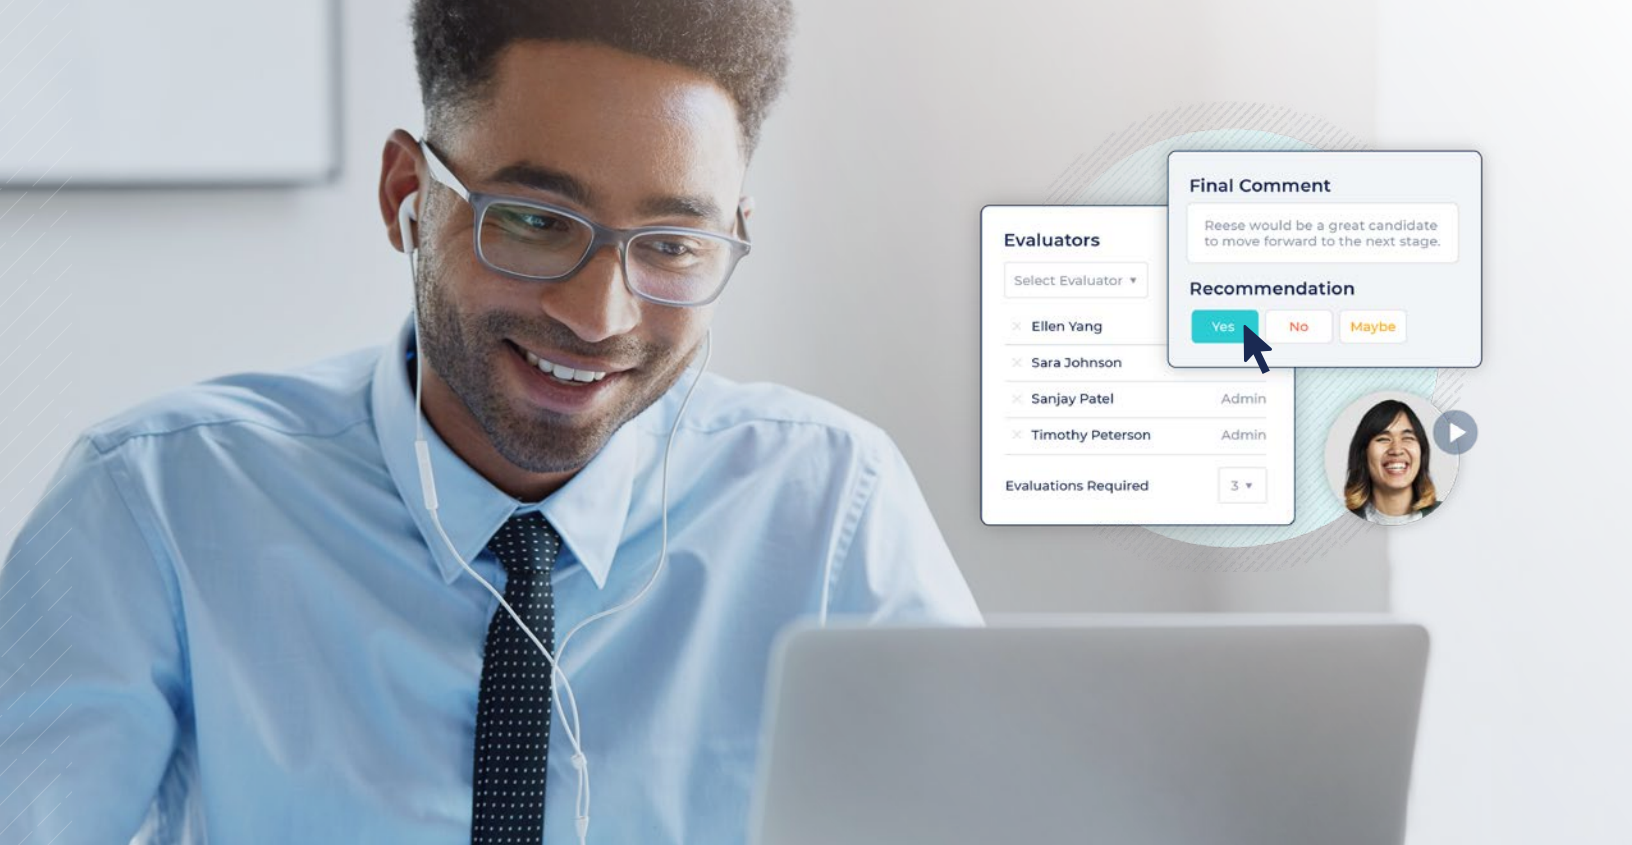 Evaluators
Select Evaluator
Ellen Yang
Sara Johnson
Sanjay Patel Admin
Timothy Peterson Admin
Evaluations Required 3
Final Comment
Reese would be a great candidate
to move forward to the next stage.
Recommendation
Yes No Maybe